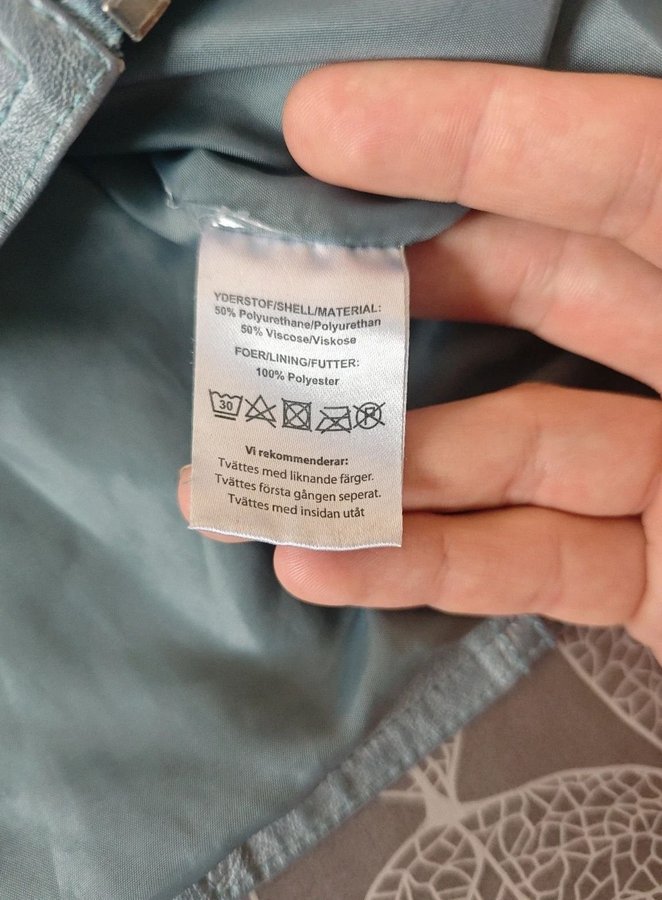 YDERSTOF/SHELL/MATERIAL:
50% Polyurethane/Polyurethan
50% Viscose/Viskose
FOER/LINING/FUTTER:
100% Polyester
30 P
Vi rekommenderar:
Tvättes med liknande färger.
Tvättes första gången seperat.
Tvättes med insidan utåt